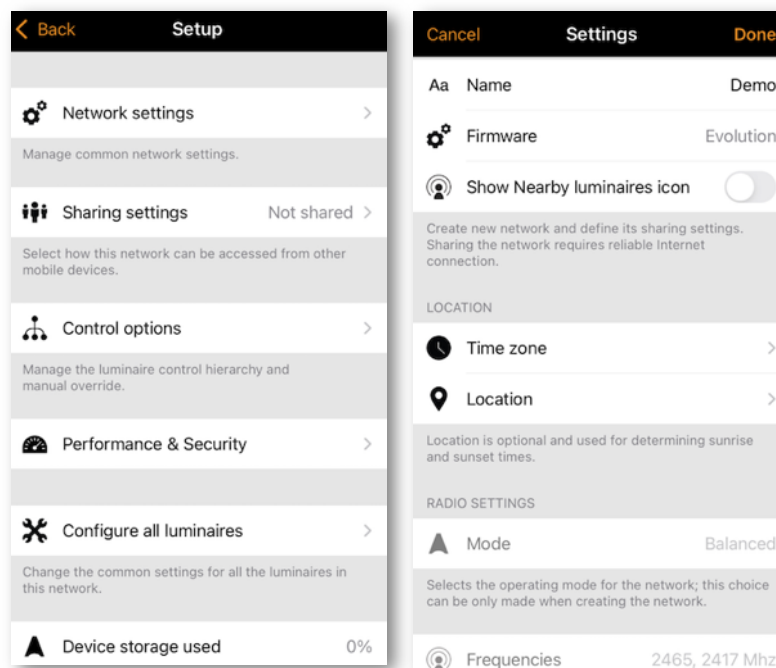 Back
Setup
Network settings
Manage common network settings.
Sharing settings
Not shared
Select how this network can be accessed from other
mobile devices.
Control options
Manage the luminaire control hierarchy and
manual override.
Performance & Security
Configure all luminaires
Change the common settings for all the luminaires in
this network.
Device storage used
0%
Cancel
Settings
Done
Aa
Name
Demo
Firmware
Evolution
Show Nearby luminaires icon
Create new network and define its sharing settings.
Sharing the network requires reliable Internet
connection.
LOCATION
Time zone
Location
Location is optional and used for determining sunrise
and sunset times.
RADIO SETTINGS
Mode
Balanced
Selects the operating mode for the network; this choice
can be only made when creating the network.
Frequencies
2465, 2417 Mhz